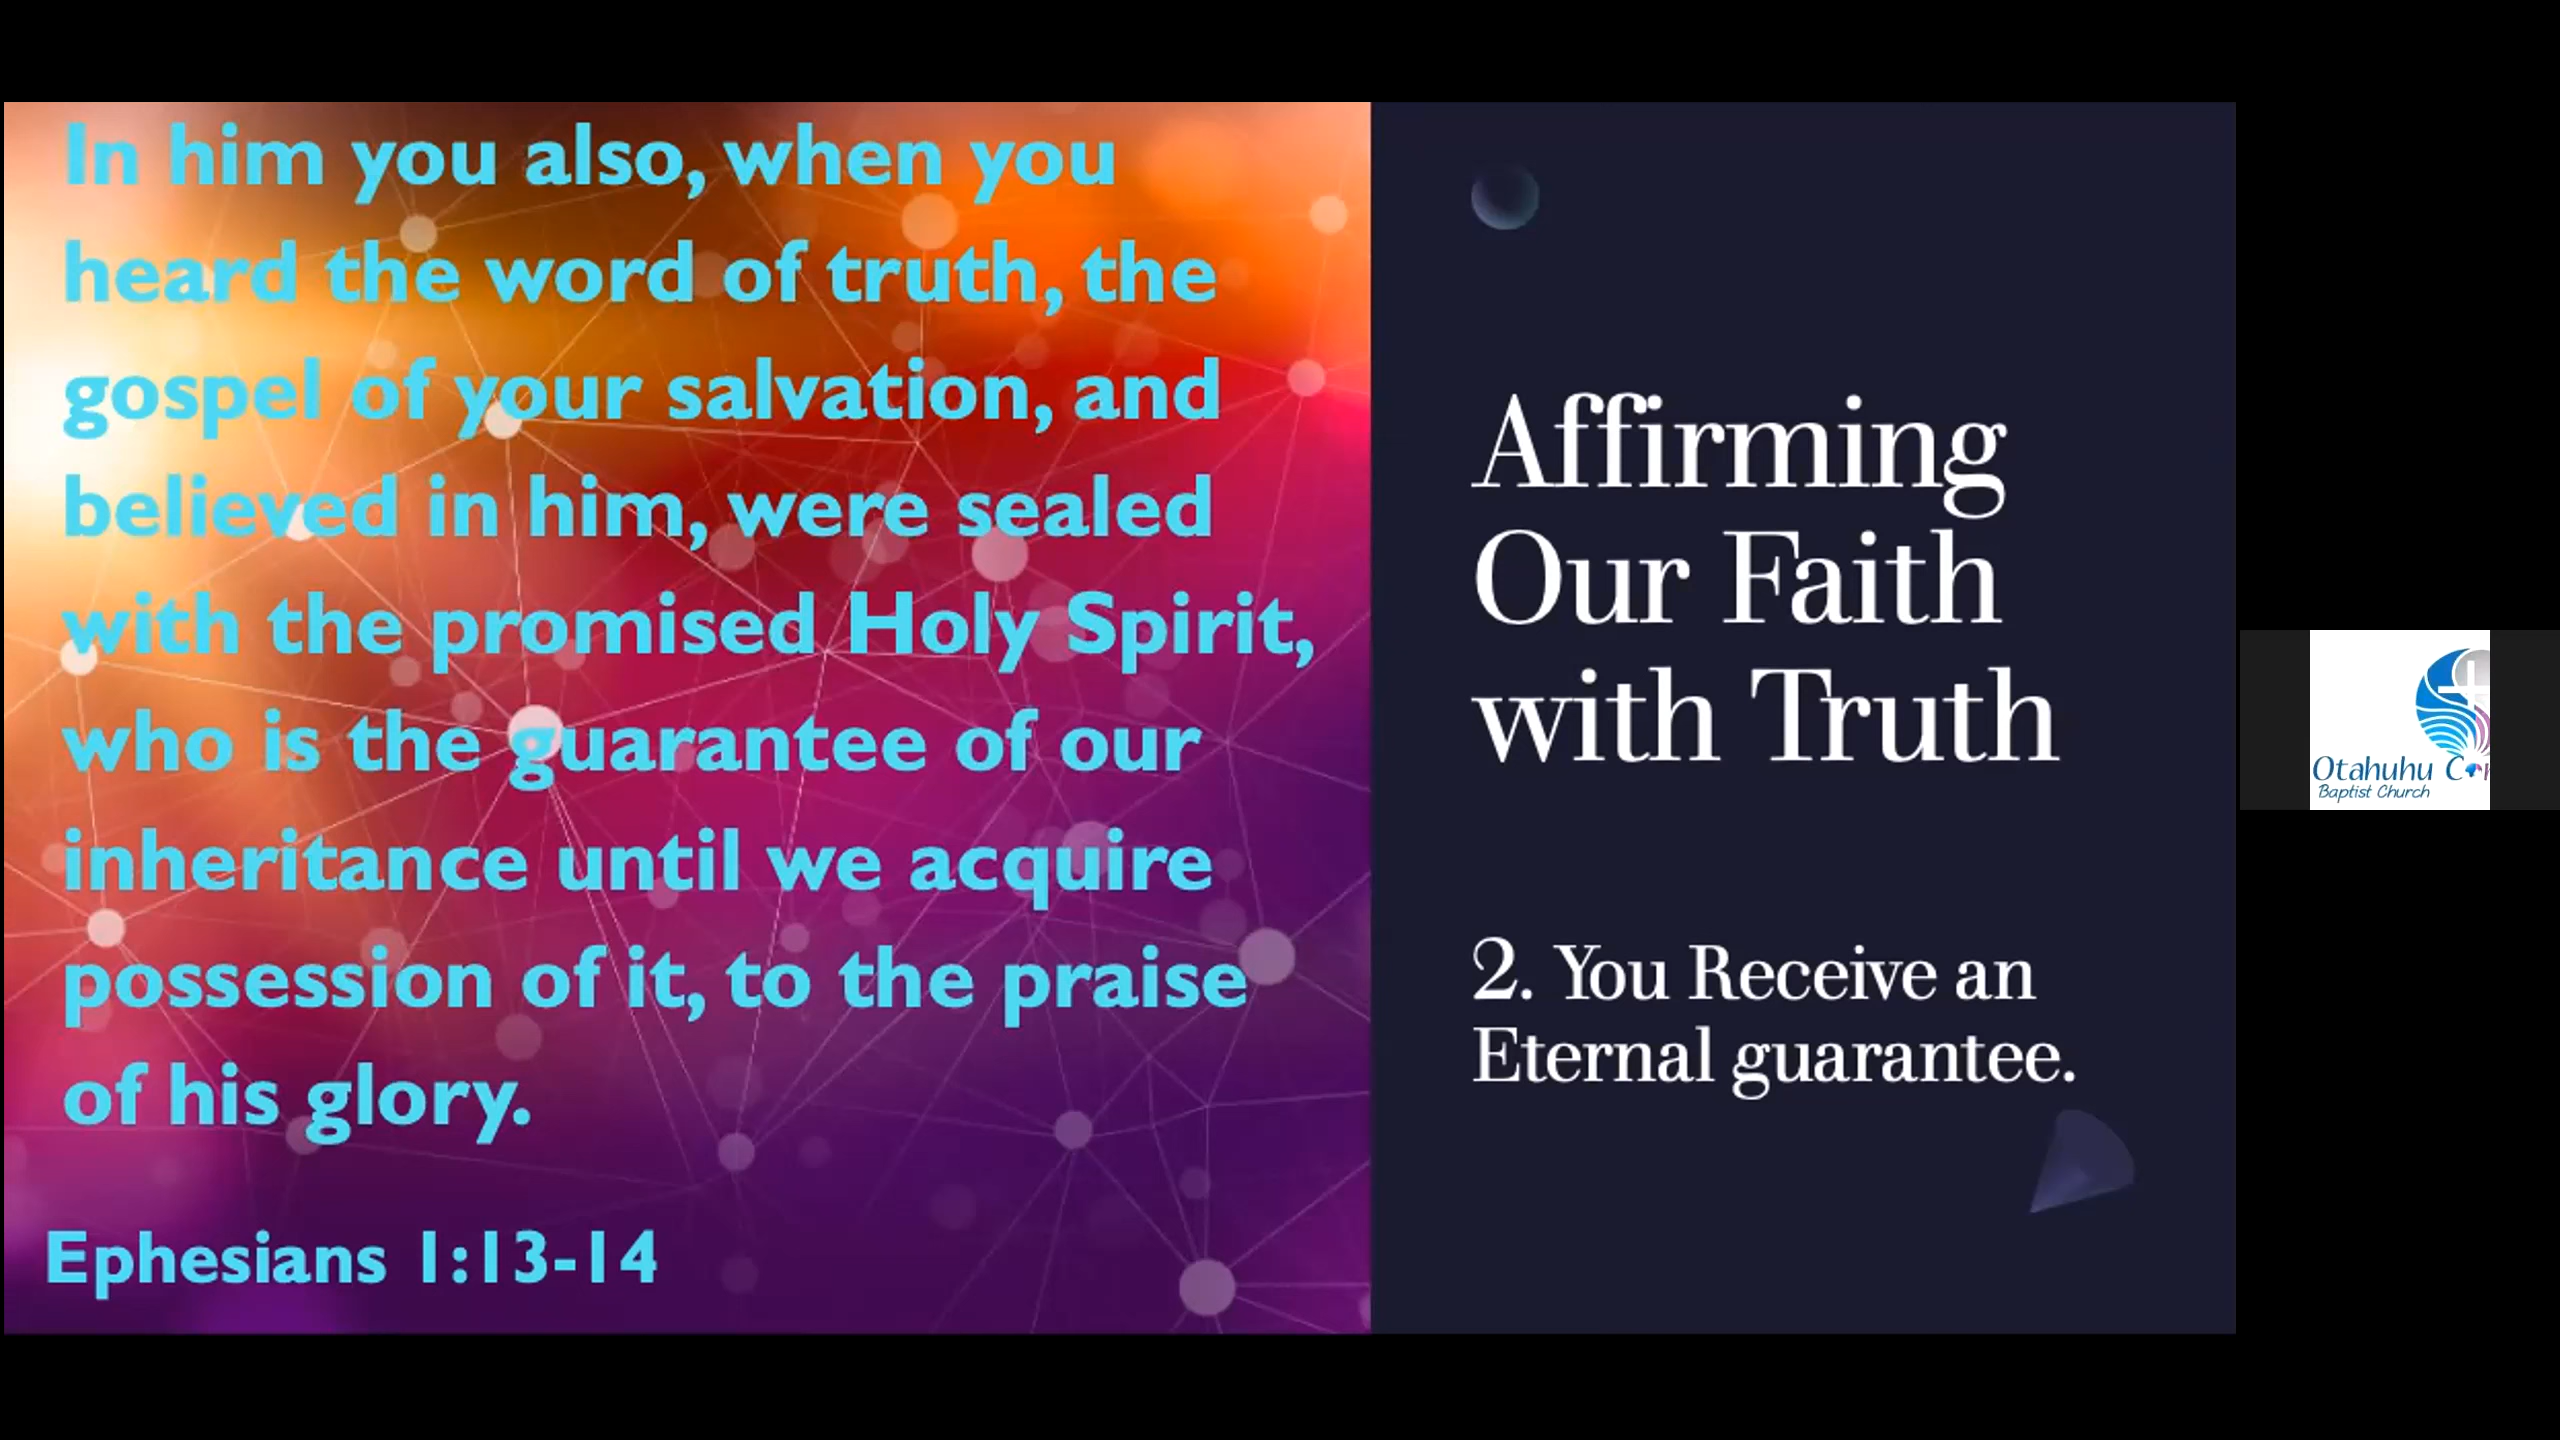 In him you also, when you
heard the word of truth, the
gospel of your salvation, and
believed in him, were sealed
with the promised Holy Spirit,
who is the guarantee of our
inheritance until we acquire
possession of it, to the praise
of his glory.
Ephesians 1:13-14
Affirming
Our Faith
with Truth
2. You Receive an
Eternal guarantee.
Otahuhu
Baptist Church